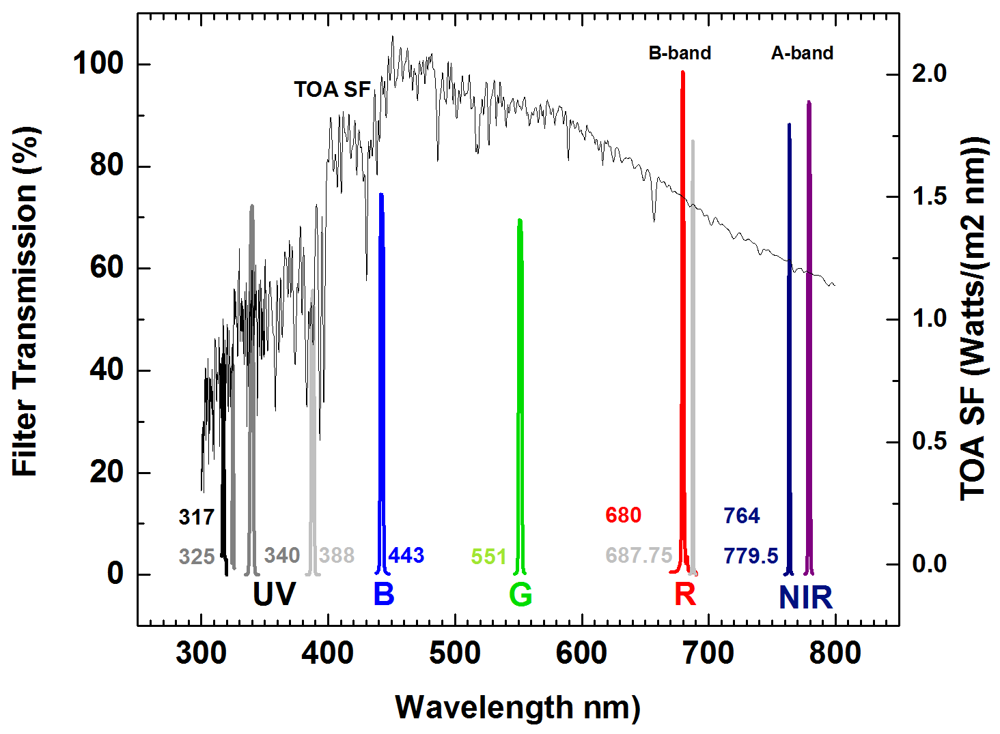 B-band A-band
TOA SF
100
80
60
40
20
0
Filter Transmission (%)
2.0
1.5
1.0
0.5
0.0
TOA SF (Watts/(m2 nm))
317 680 764
325 340 388 443 551 687.75 779.5
UV B G R NIR
300 400 500 600 700 800
Wavelength nm)